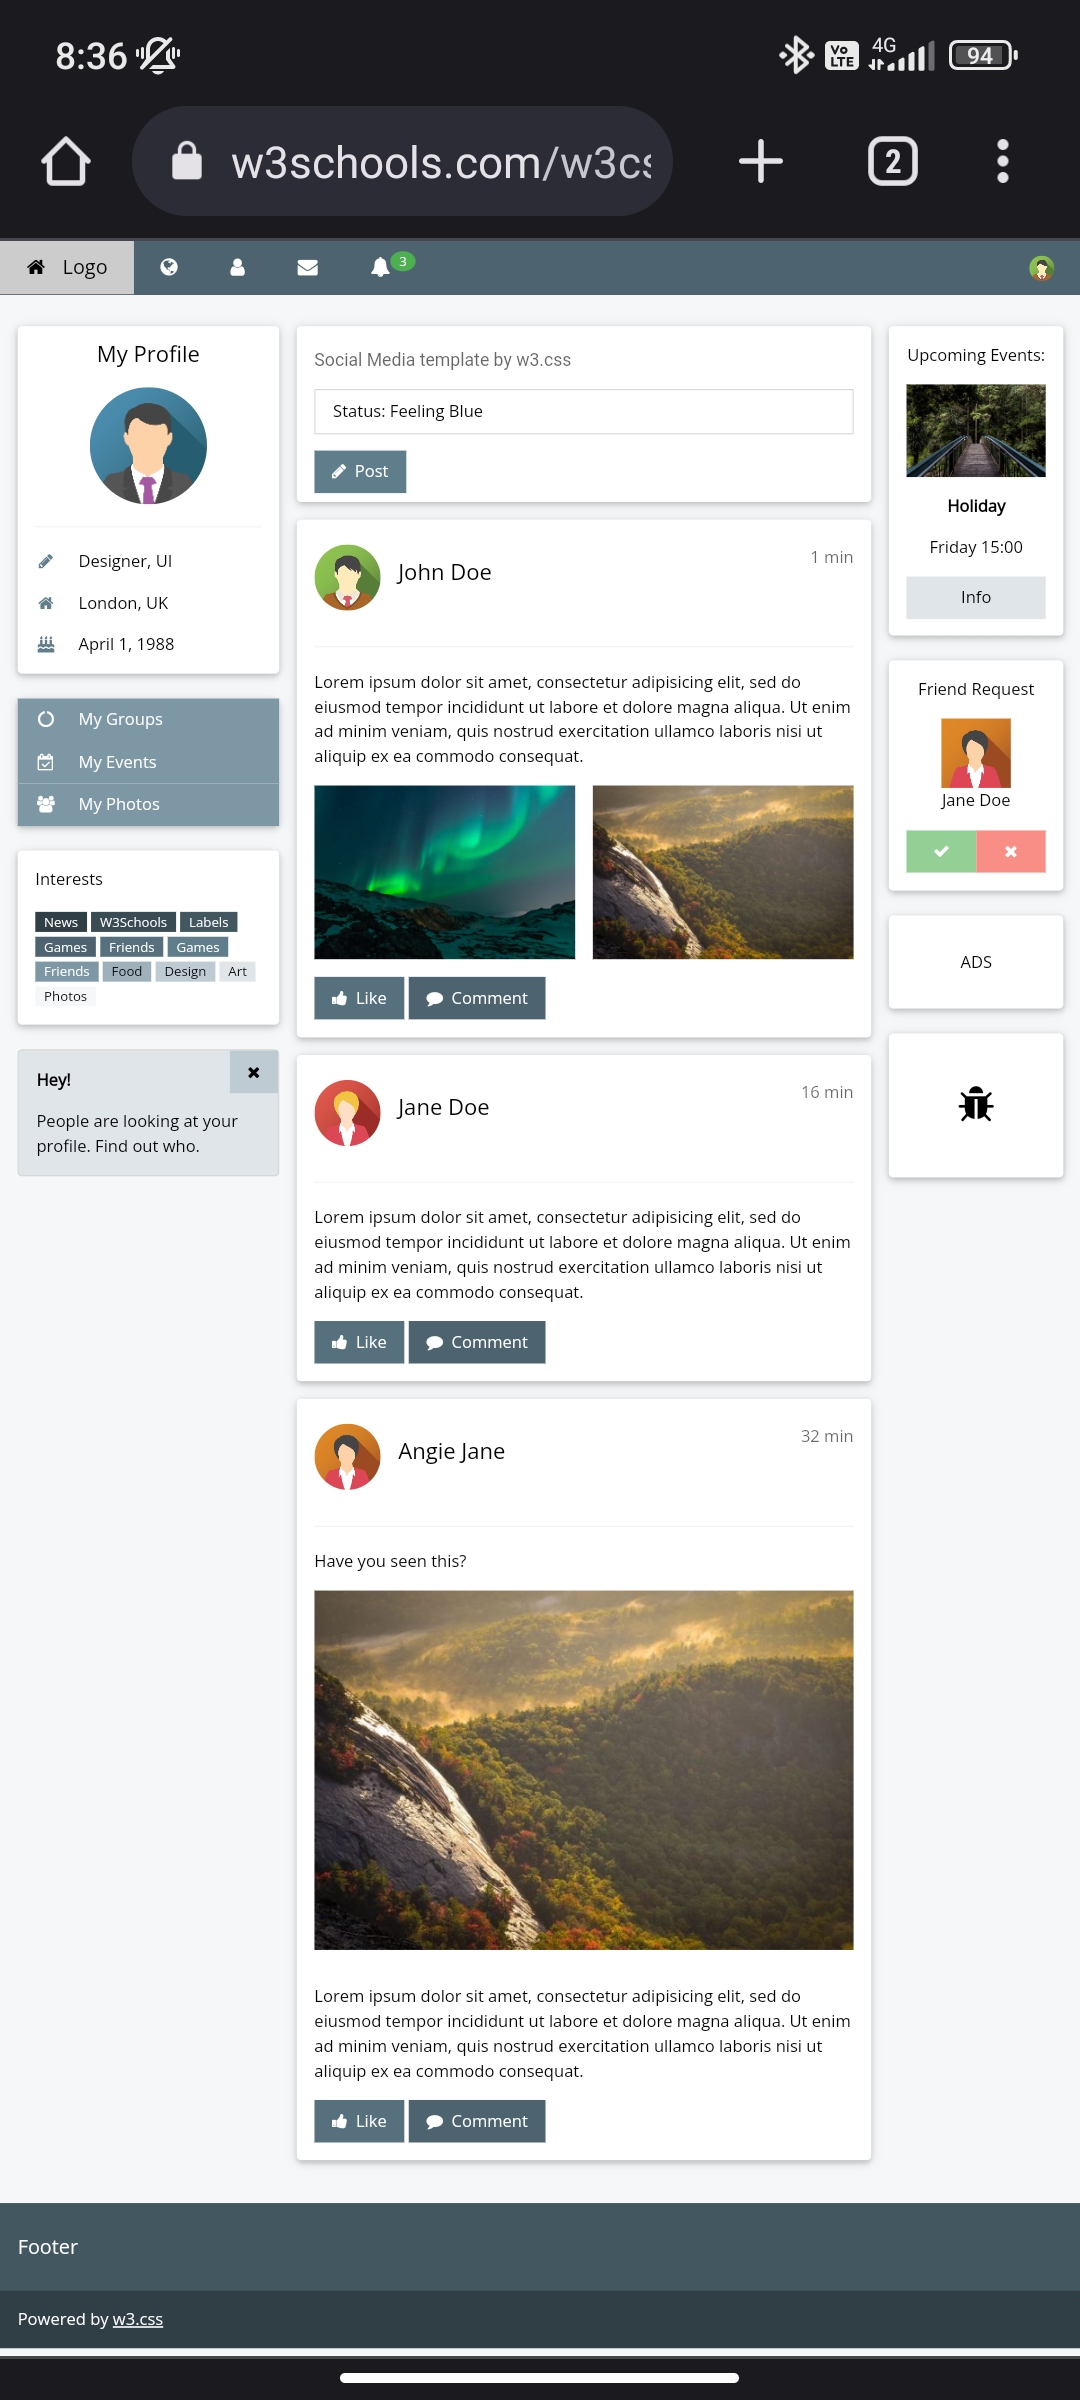 8:36
Vo LTE
4G
94
w3schools.com/w3cs
2
Logo
3
My Profile
Designer, UI
London, UK
April 1, 1988
My Groups
My Events
My Photos
Interests
News W3Schools Labels
Games Friends Games
Friends Food Design Art
Photos
Hey!
People are looking at your
profile. Find out who.
Social Media template by w3.css
Status: Feeling Blue
Post
John Doe
1 min
Lorem ipsum dolor sit amet, consectetur adipisicing elit, sed do
eiusmod tempor incididunt ut labore et dolore magna aliqua. Ut enim
ad minim veniam, quis nostrud exercitation ullamco laboris nisi ut
aliquip ex ea commodo consequat.
Like Comment
Jane Doe
16 min
Lorem ipsum dolor sit amet, consectetur adipisicing elit, sed do
eiusmod tempor incididunt ut labore et dolore magna aliqua. Ut enim
ad minim veniam, quis nostrud exercitation ullamco laboris nisi ut
aliquip ex ea commodo consequat.
Like Comment
Angie Jane
32 min
Have you seen this?
Lorem ipsum dolor sit amet, consectetur adipisicing elit, sed do
eiusmod tempor incididunt ut labore et dolore magna aliqua. Ut enim
ad minim veniam, quis nostrud exercitation ullamco laboris nisi ut
aliquip ex ea commodo consequat.
Like Comment
Upcoming Events:
Holiday
Friday 15:00
Info
Friend Request
Jane Doe
ADS
Footer
Powered by w3.css